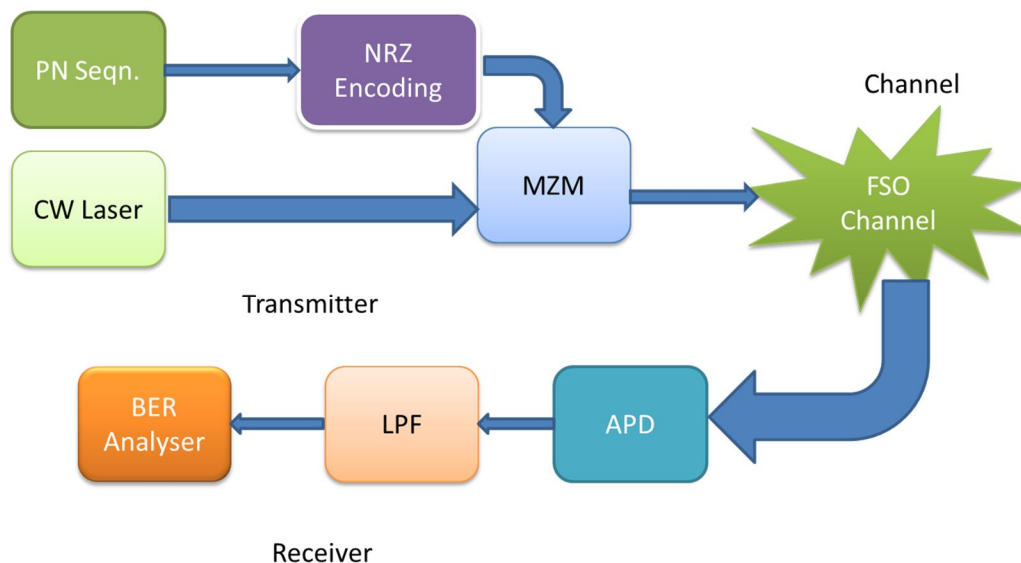 PN Seqn.
NRZ
Encoding
Channel
CW Laser
MZM
FSO
Channel
Transmitter
BER
Analyser
LPF
APD
Receiver